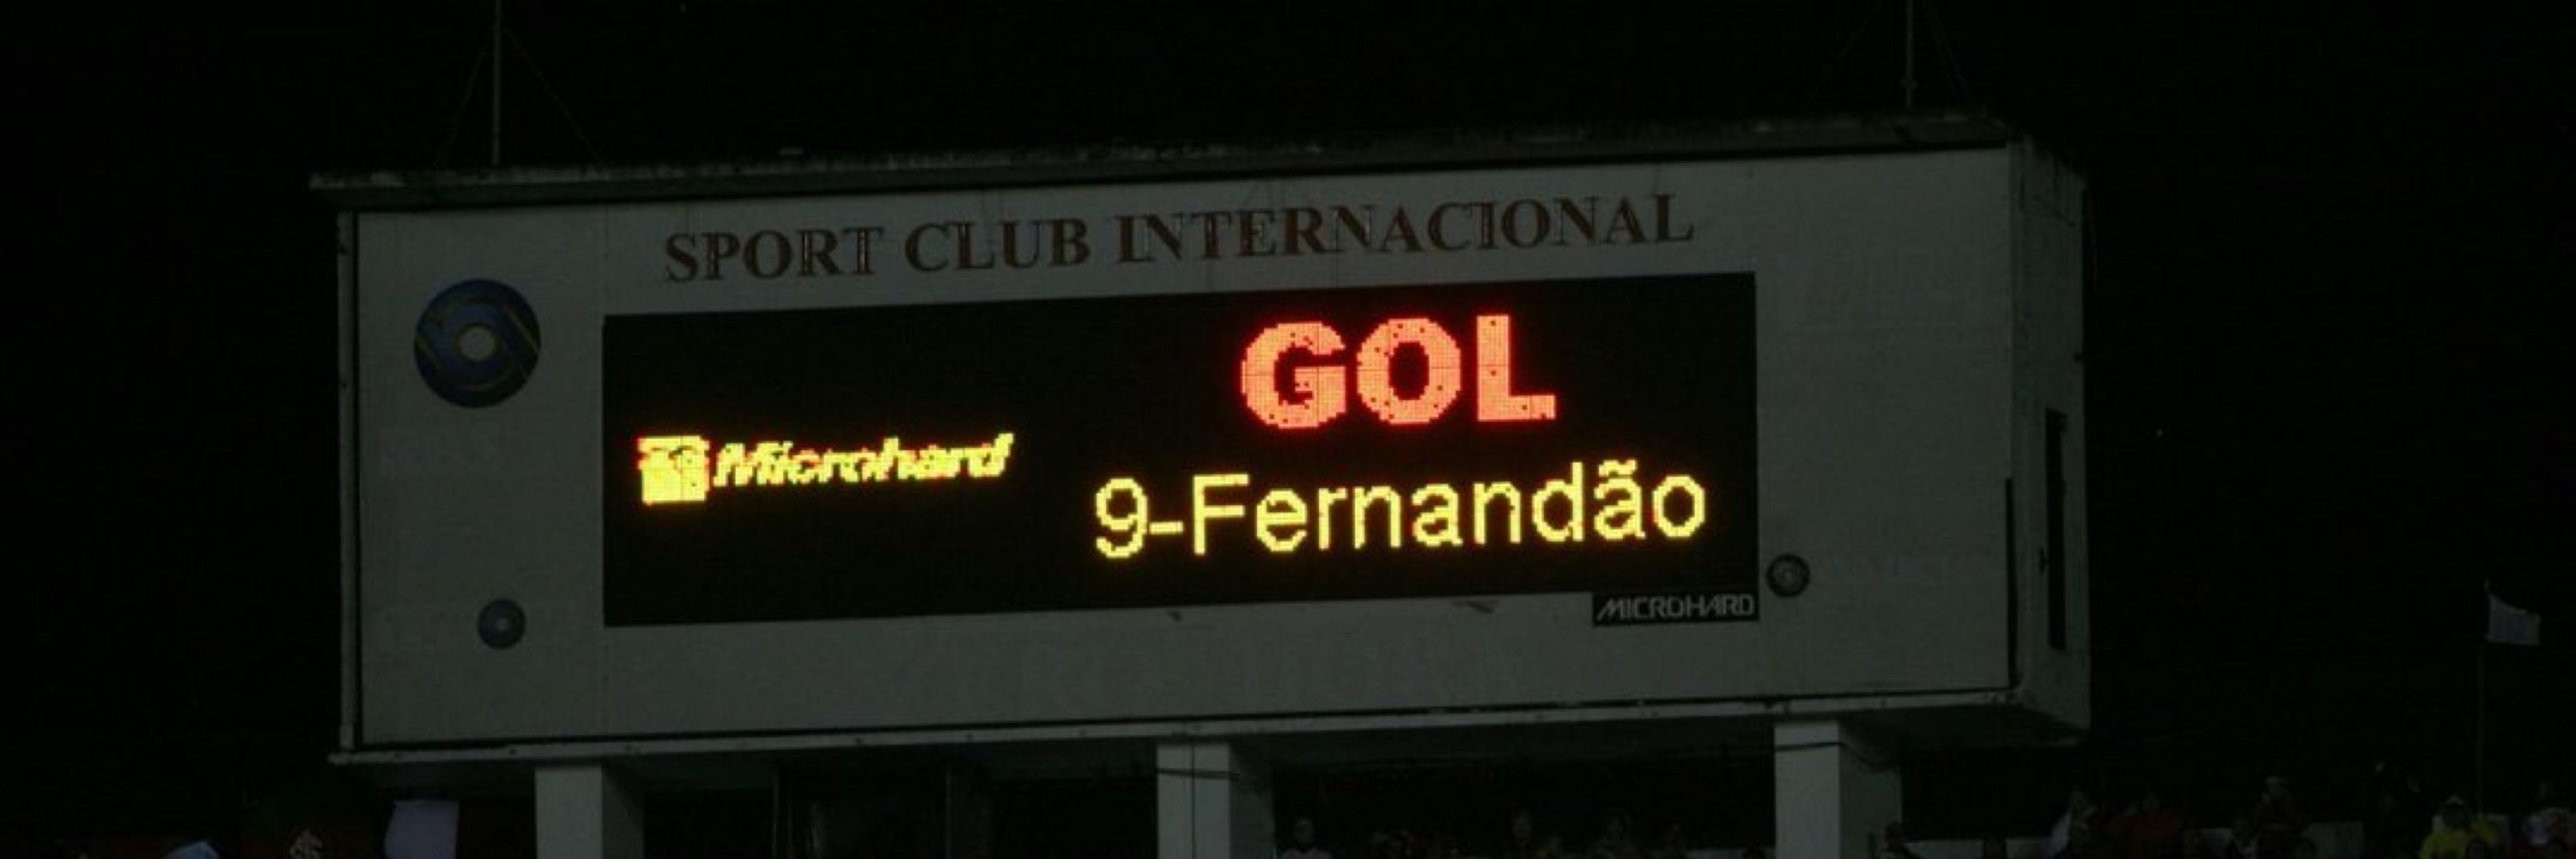 SPORT CLUB INTERNACIONAL
GOL
Microhard
9-Fernandão
MICROHARD